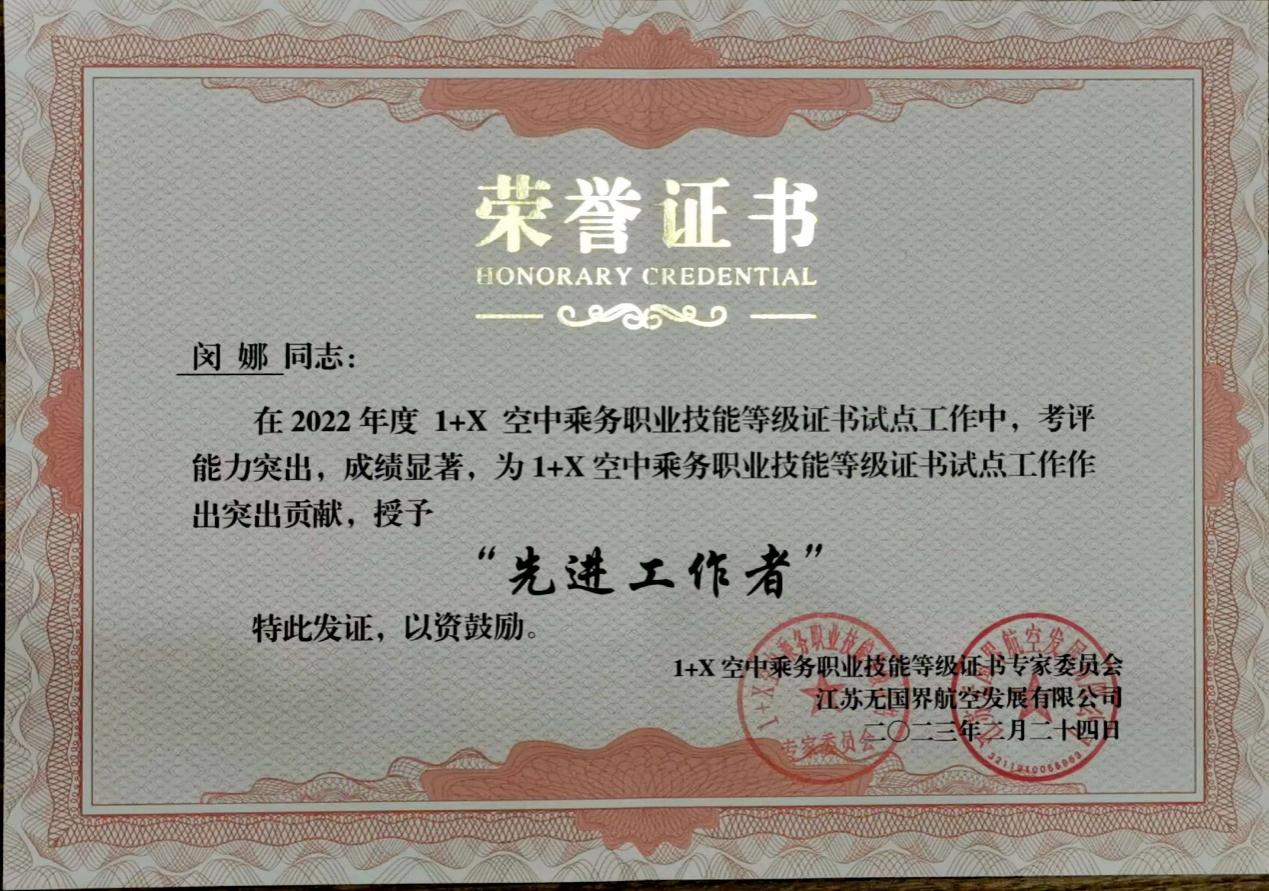 荣誉证书
HONORARY CREDENTIAL
闵 娜 同志：
在 2022 年度 1+X 空中乘务职业技能等级证书试点工作中，考评
能力突出，成绩显著，为 1+X 空中乘务职业技能等级证书试点工作作
出突出贡献，授予
“先进工作者”
特此发证，以资鼓励。
1+X 空中乘务职业技能等级证书专家委员会
江苏无国界航空发展有限公司
二〇二三年二月二十四日
专家委员会